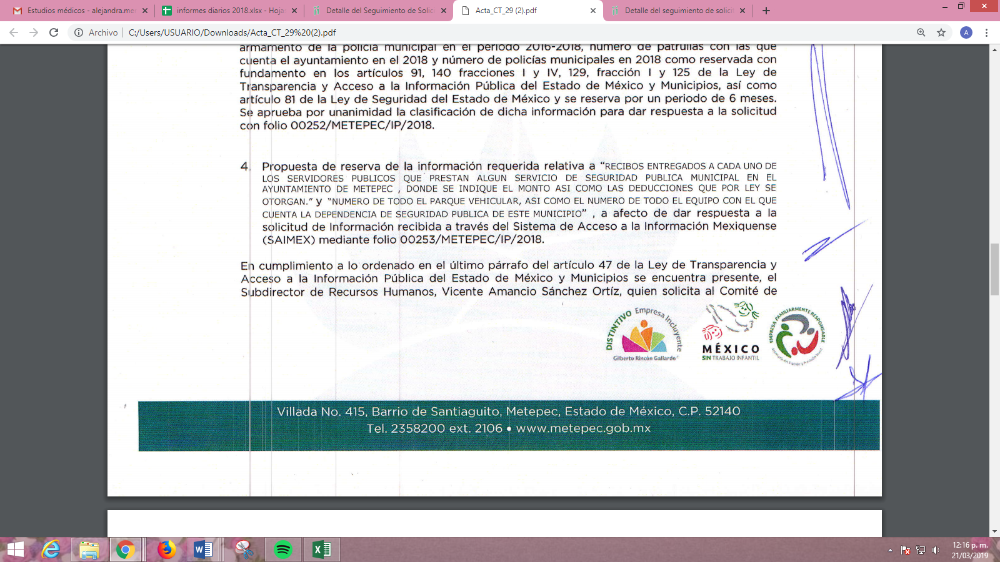 Estudios médicos - alejandra.mer
informes diarios 2018.xlsx - Hoja
Detalle del Seguimiento de Solic
Acta_CT_29 (2).pdf
Detalle del seguimiento de solicit
Archivo
C:/Users/USUARIO/Downloads/Acta_CT_29%20(2).pdf
A
armamento de la policía municipal en el periodo 2016-2018, número de patrullas con las que
cuenta el ayuntamiento en el 2018 y número de policías municipales en 2018 como reservada con
fundamento en los artículos 91, 140 fracciones I y IV, 129, fracción I y 125 de la Ley de
Transparencia y Acceso a la Información Pública del Estado de México y Municipios, así como
artículo 81 de la Ley de Seguridad del Estado de México y se reserva por un periodo de 6 meses.
Se aprueba por unanimidad la clasificación de dicha información para dar respuesta a la solicitud
con folio 00252/METEPEC/IP/2018.
4. Propuesta de reserva de la información requerida relativa a “RECIBOS ENTREGADOS A CADA UNO DE
LOS SERVIDORES PUBLICOS QUE PRESTAN ALGUN SERVICIO DE SEGURIDAD PUBLICA MUNICIPAL EN EL
AYUNTAMIENTO DE METEPEC , DONDE SE INDIQUE EL MONTO ASI COMO LAS DEDUCCIONES QUE POR LEY SE
OTORGAN.” y “NUMERO DE TODO EL PARQUE VEHICULAR, ASI COMO EL NUMERO DE TODO EL EQUIPO CON EL QUE
CUENTA LA DEPENDENCIA DE SEGURIDAD PUBLICA DE ESTE MUNICIPIO” , a afecto de dar respuesta a la
solicitud de Información recibida a través del Sistema de Acceso a la Información Mexiquense
(SAIMEX) mediante folio 00253/METEPEC/IP/2018.
En cumplimiento a lo ordenado en el último párrafo del artículo 47 de la Ley de Transparencia y
Acceso a la Información Pública del Estado de México y Municipios se encuentra presente, el
Subdirector de Recursos Humanos, Vicente Amancio Sánchez Ortíz, quien solicita al Comité de
DISTINTIVO Empresa Incluyente
Gilberto Rincón Gallardo
MÉXICO
SIN TRABAJO INFANTIL
EMPRESA FAMILIARMENTE RESPONSABLE
Villada No. 415, Barrio de Santiaguito, Metepec, Estado de México, C.P. 52140
Tel. 2358200 ext. 2106 • www.metepec.gob.mx
12:16 p. m.
21/03/2019